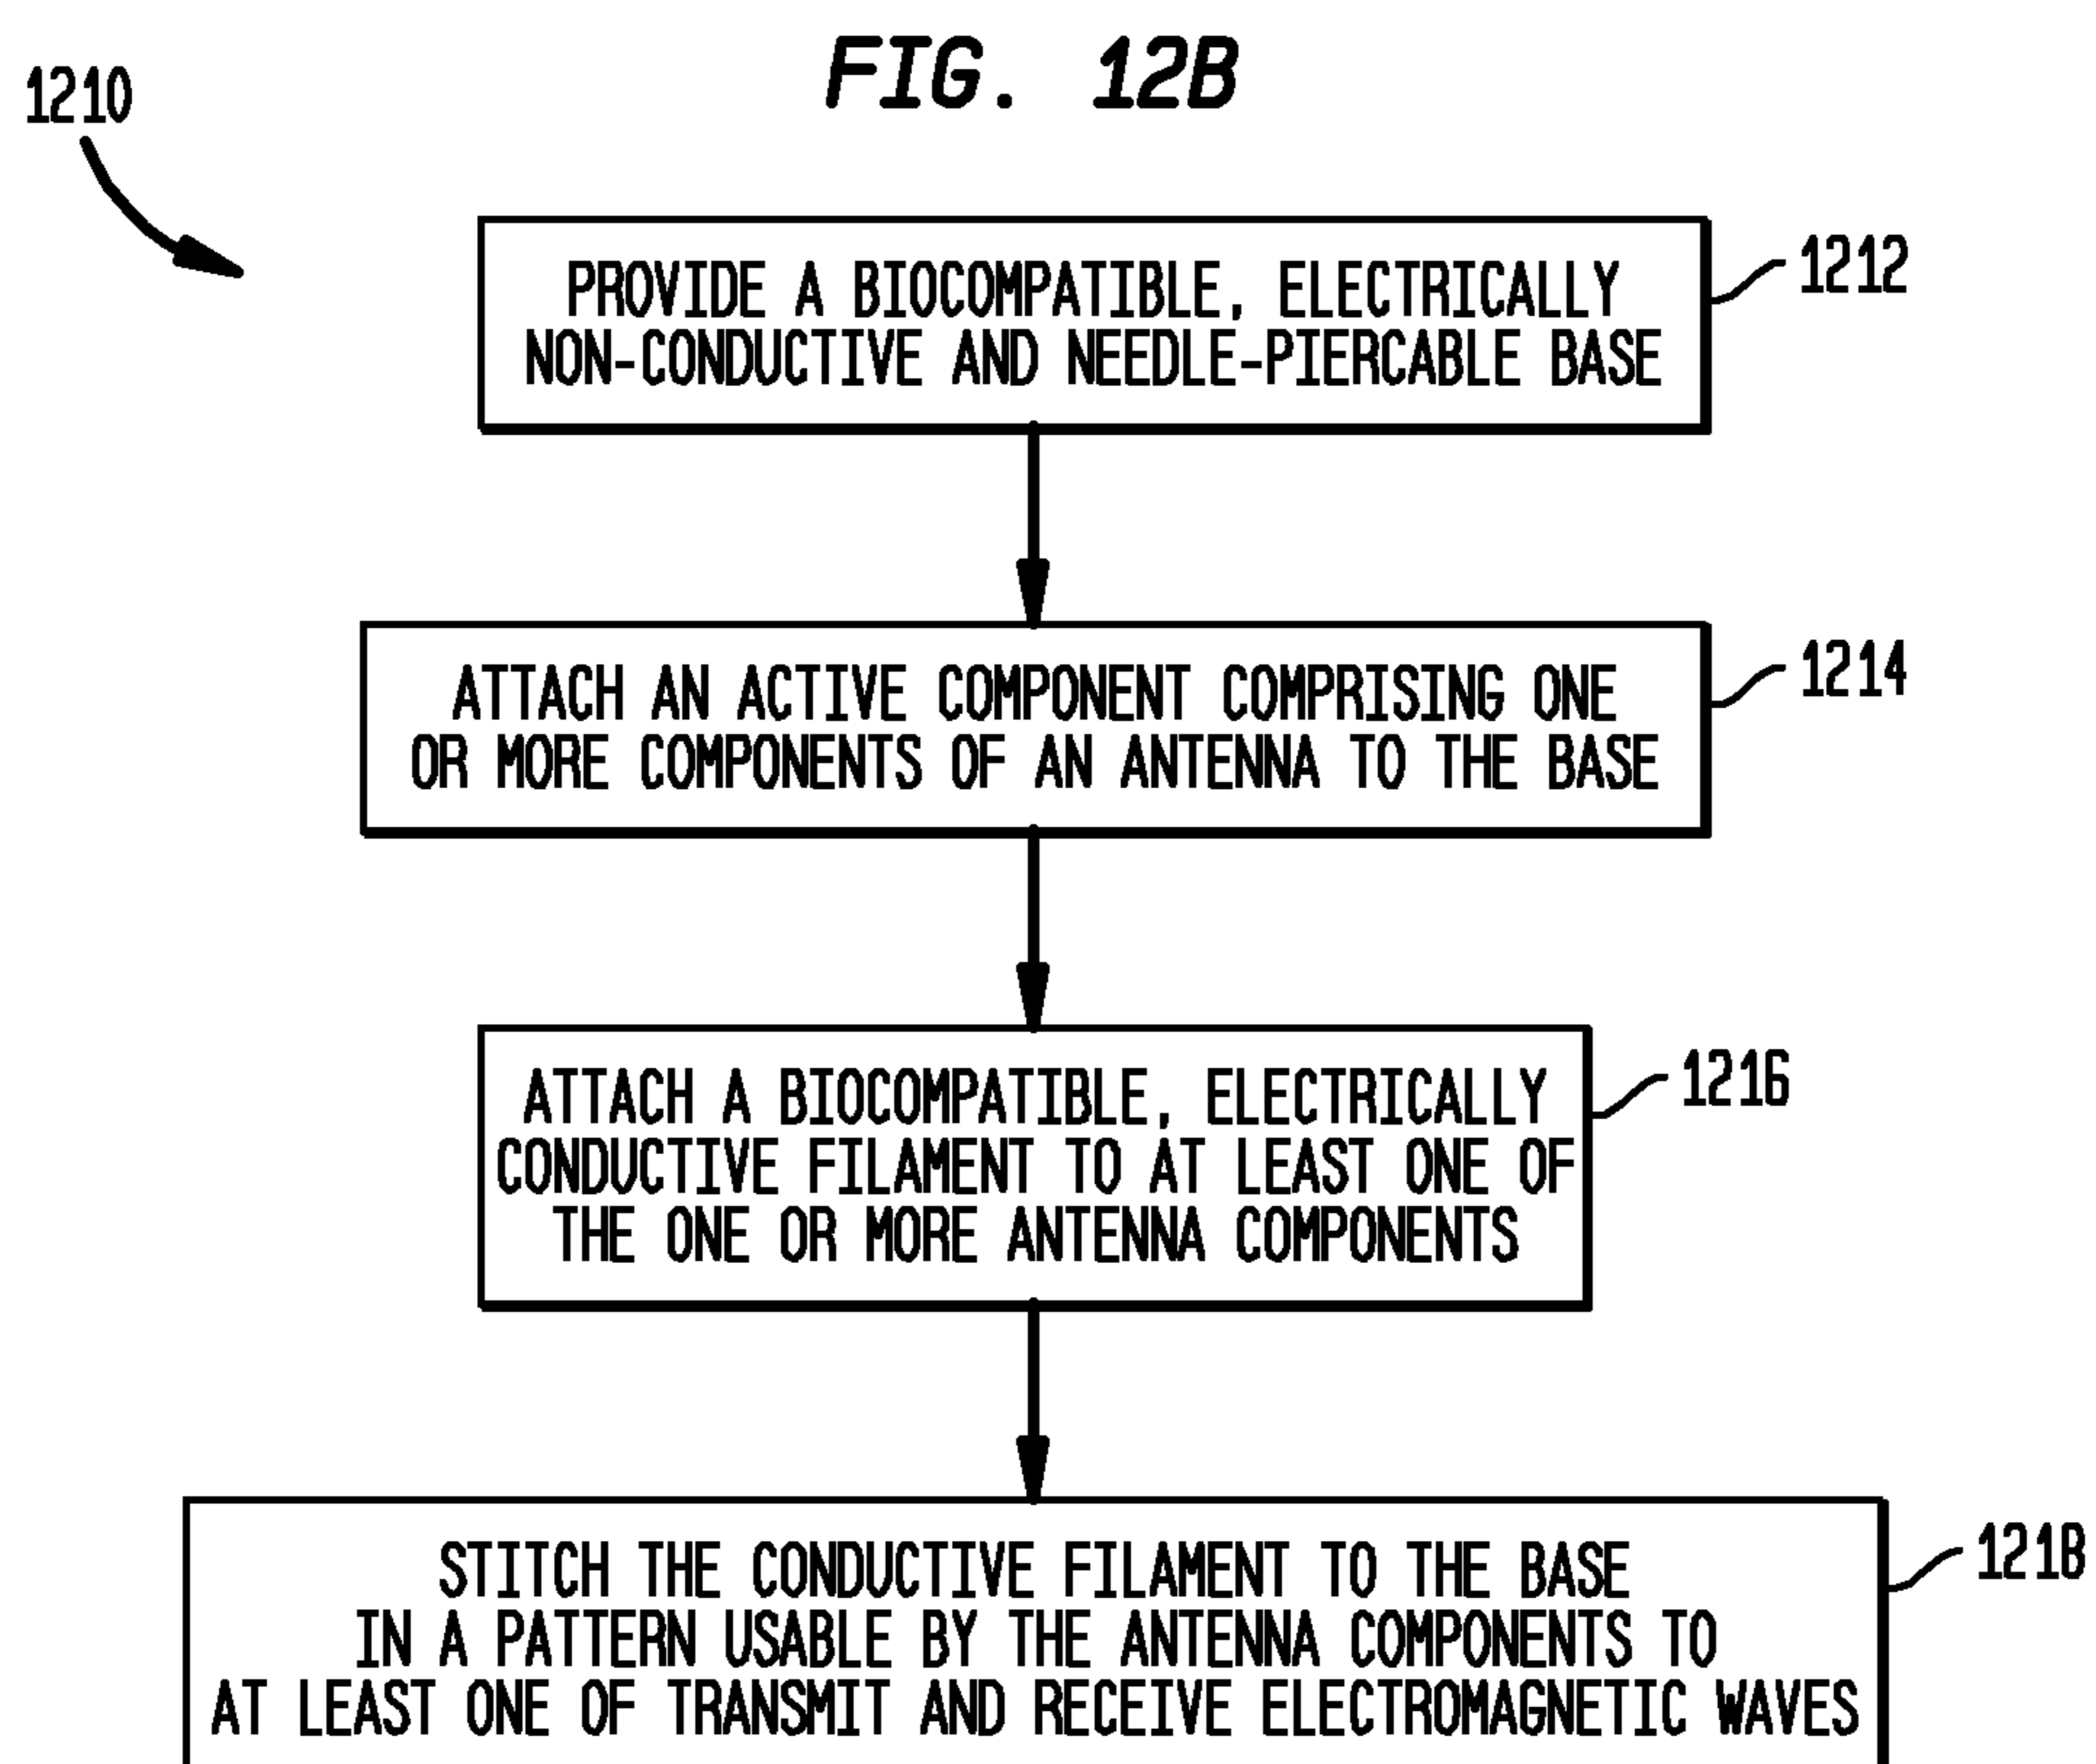 FIG. 12B
1210
PROVIDE A BIOCOMPATIBLE, ELECTRICALLY
NON-CONDUCTIVE AND NEEDLE-PIERCABLE BASE
1212
ATTACH AN ACTIVE COMPONENT COMPRISING ONE
OR MORE COMPONENTS OF AN ANTENNA TO THE BASE
1214
ATTACH A BIOCOMPATIBLE, ELECTRICALLY
CONDUCTIVE FILAMENT TO AT LEAST ONE OF
THE ONE OR MORE ANTENNA COMPONENTS
1216
STITCH THE CONDUCTIVE FILAMENT TO THE BASE
IN A PATTERN USABLE BY THE ANTENNA COMPONENTS TO
AT LEAST ONE OF TRANSMIT AND RECEIVE ELECTROMAGNETIC WAVES
1218